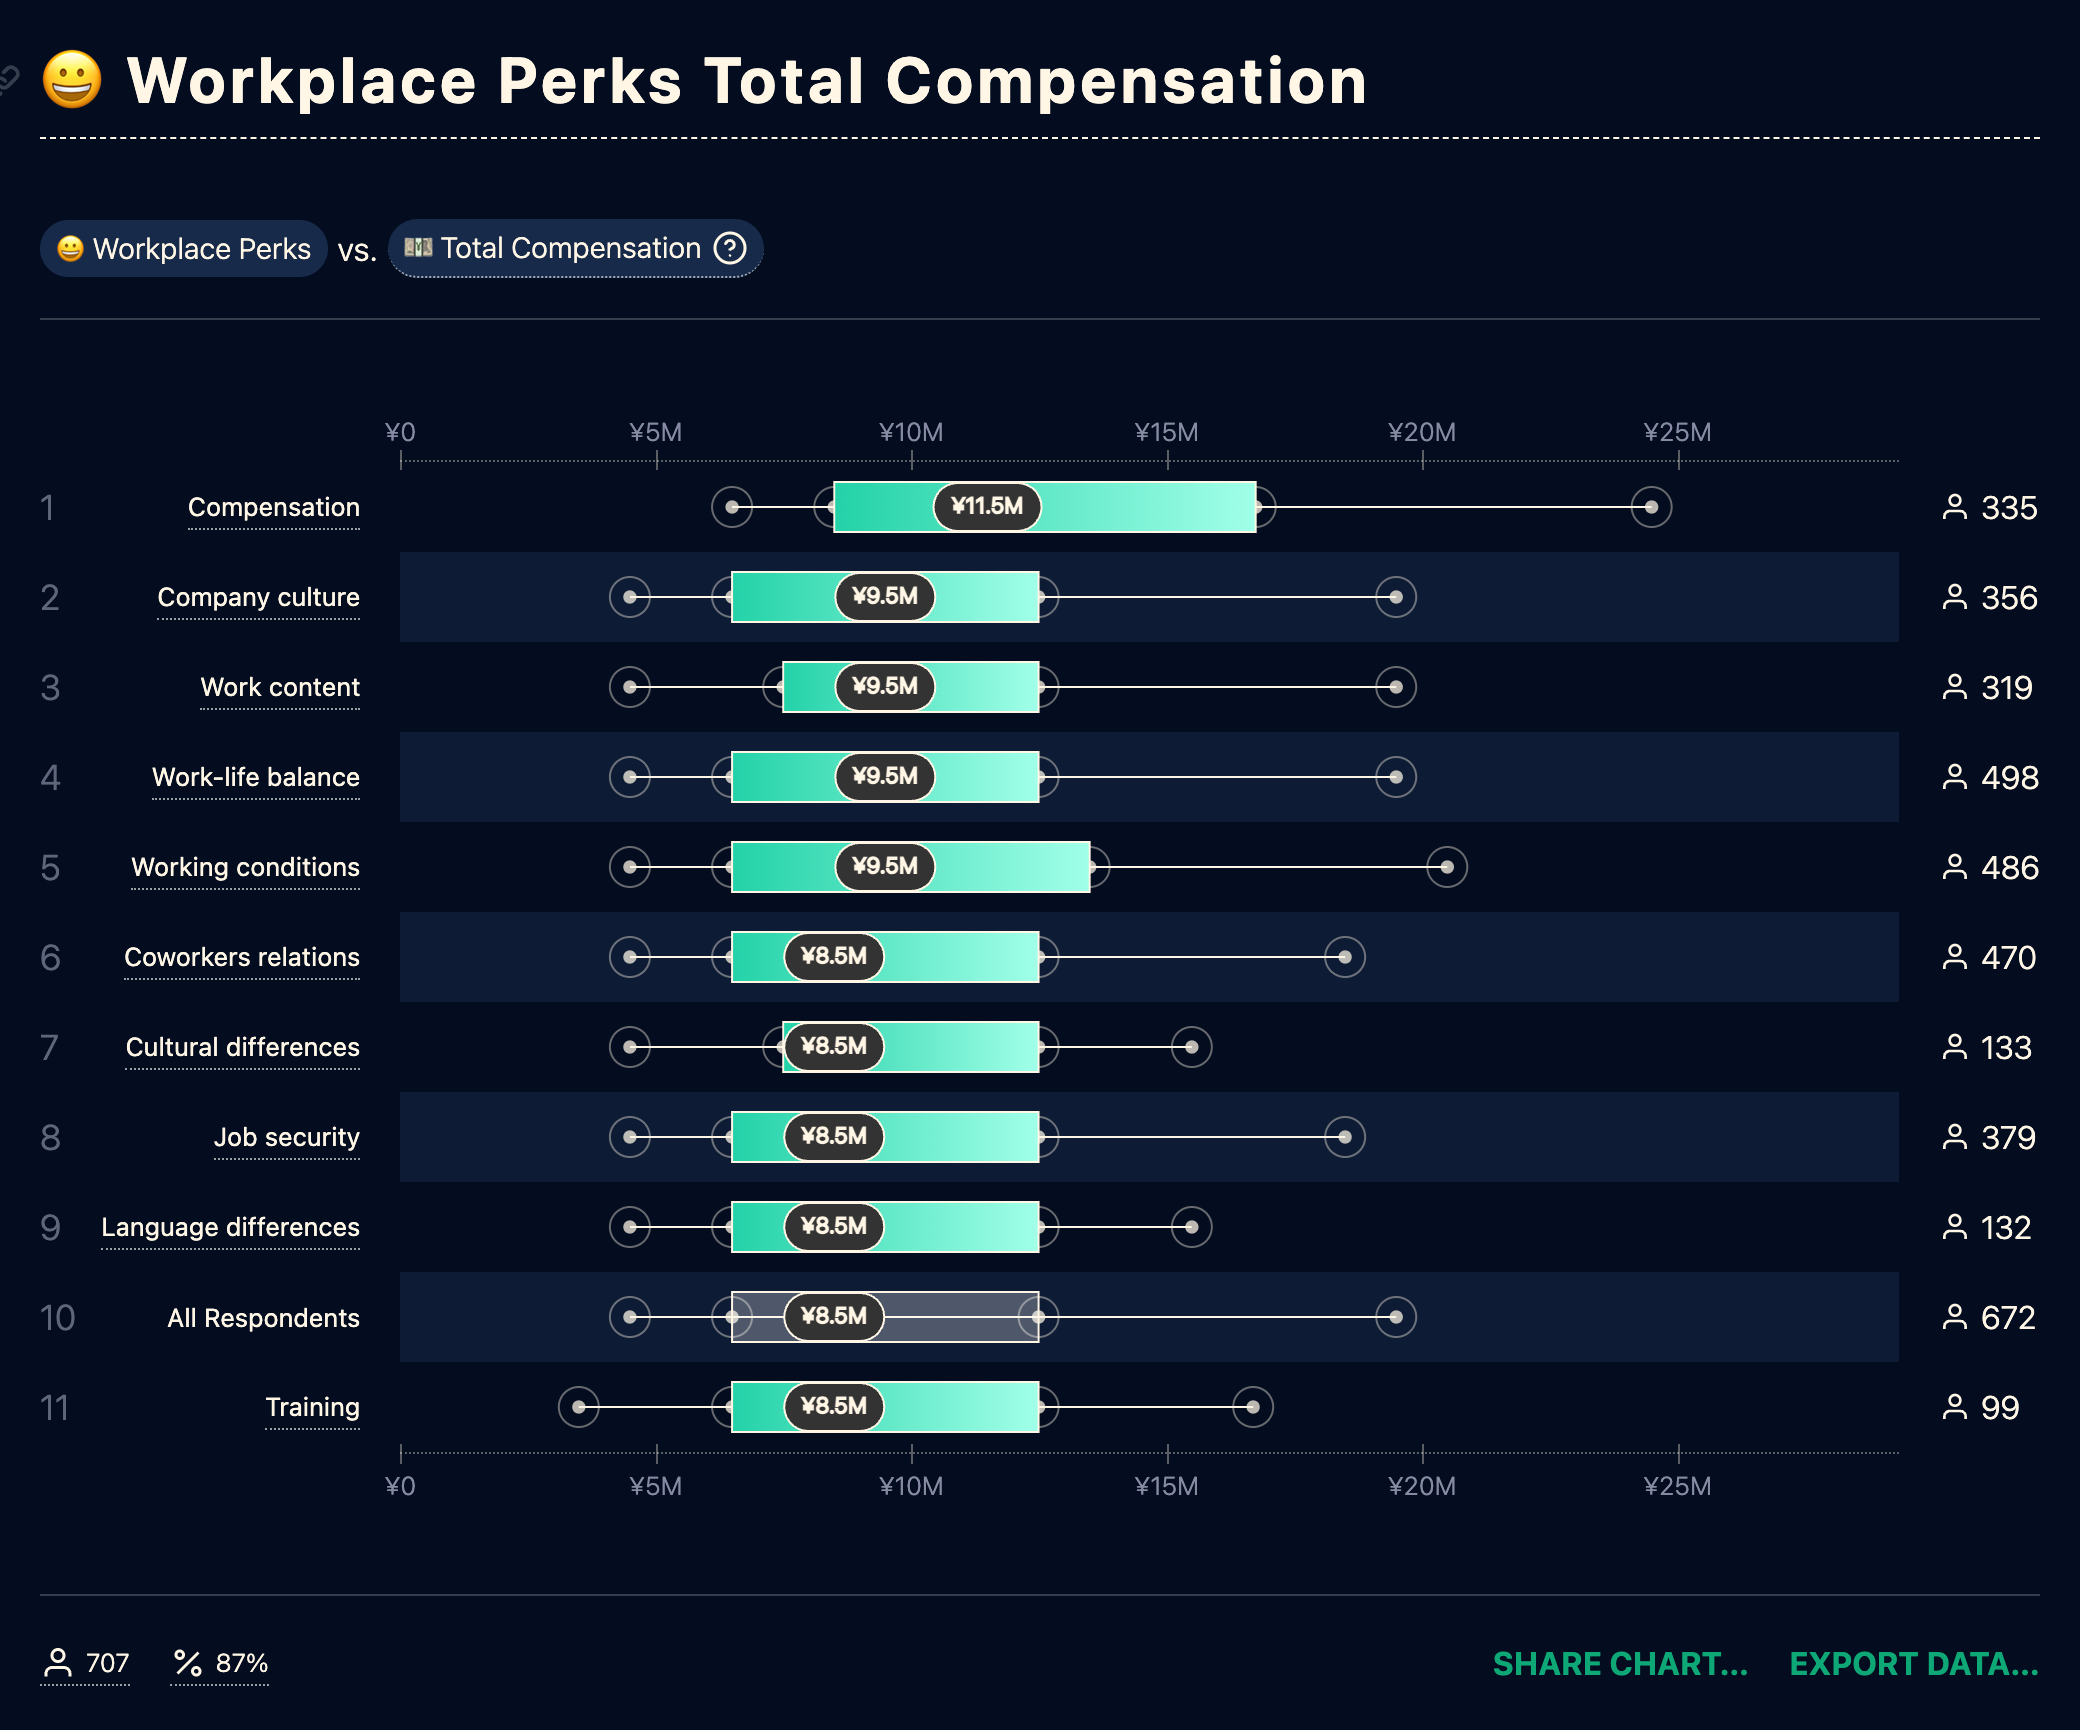 😀 Workplace Perks Total Compensation
😀 Workplace Perks vs. 💵 Total Compensation ?
¥0 ¥5M ¥10M ¥15M ¥20M ¥25M
1 Compensation ¥11.5M 335
2 Company culture ¥9.5M 356
3 Work content ¥9.5M 319
4 Work-life balance ¥9.5M 498
5 Working conditions ¥9.5M 486
6 Coworkers relations ¥8.5M 470
7 Cultural differences ¥8.5M 133
8 Job security ¥8.5M 379
9 Language differences ¥8.5M 132
10 All Respondents ¥8.5M 672
11 Training ¥8.5M 99
¥0 ¥5M ¥10M ¥15M ¥20M ¥25M
707 % 87% SHARE CHART... EXPORT DATA...